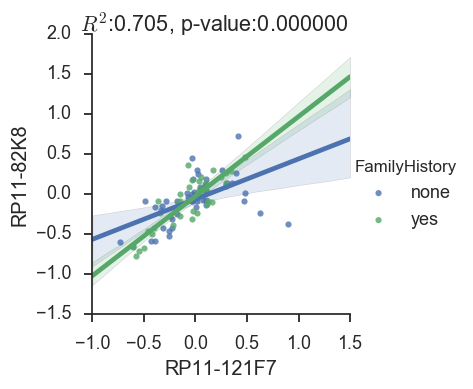 R²:0.705, p-value:0.000000
2.0
1.5
1.0
0.5
0.0
−0.5
−1.0
−1.5
RP11-82K8
−1.0 −0.5 0.0 0.5 1.0 1.5
RP11-121F7
FamilyHistory
none
yes